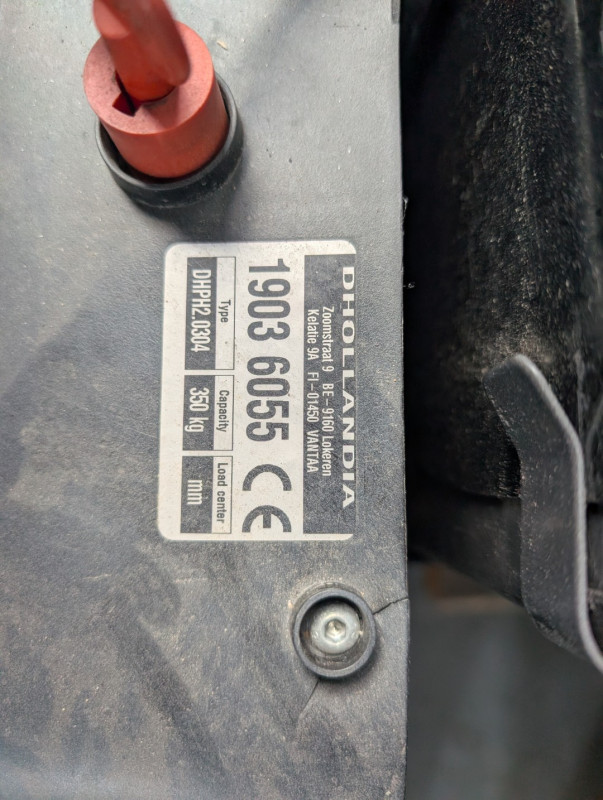 DHOLLANDIA
Zoomstraat 9 BE-9160 Lokeren
Kelatie 9A FI-01450 VANTAA
1903 6055 CE
Type Capacity Load center
DHPH2.0304 350 kg mm